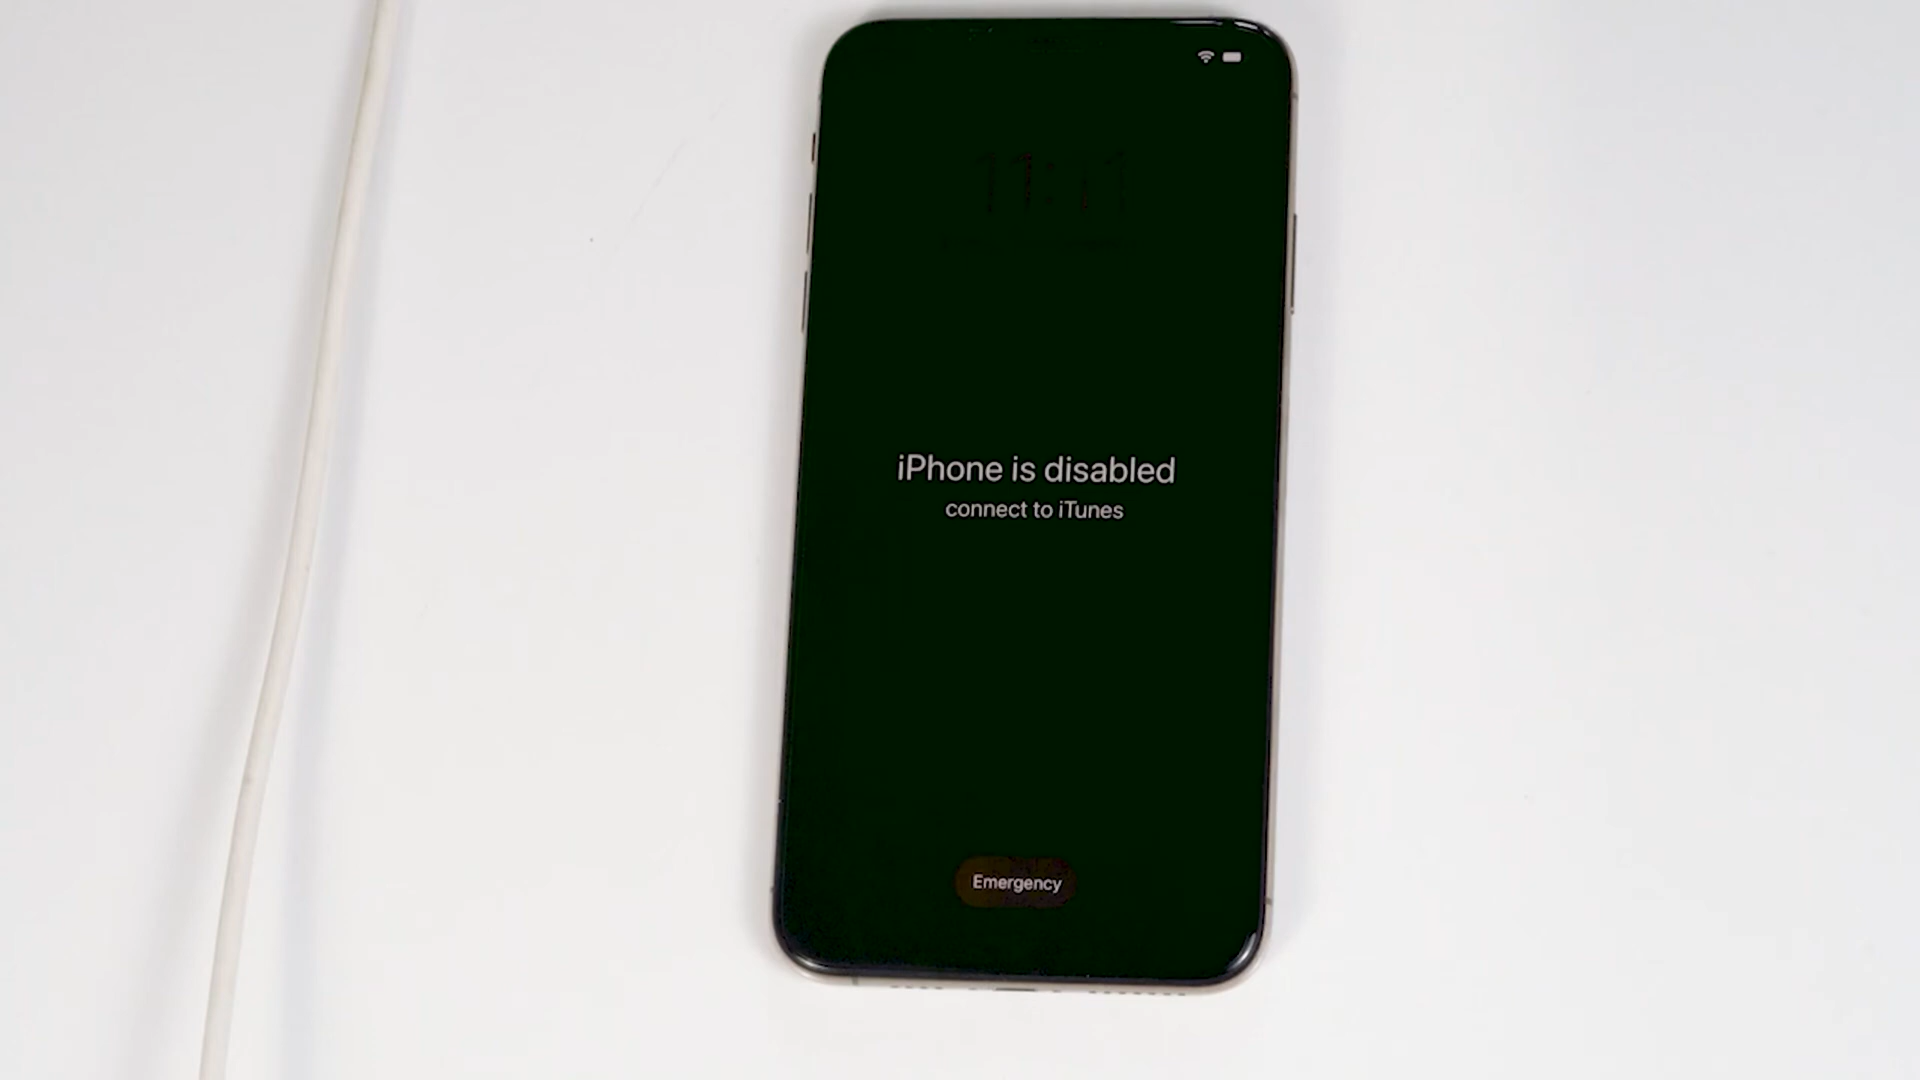 iPhone is disabled
connect to iTunes
Emergency